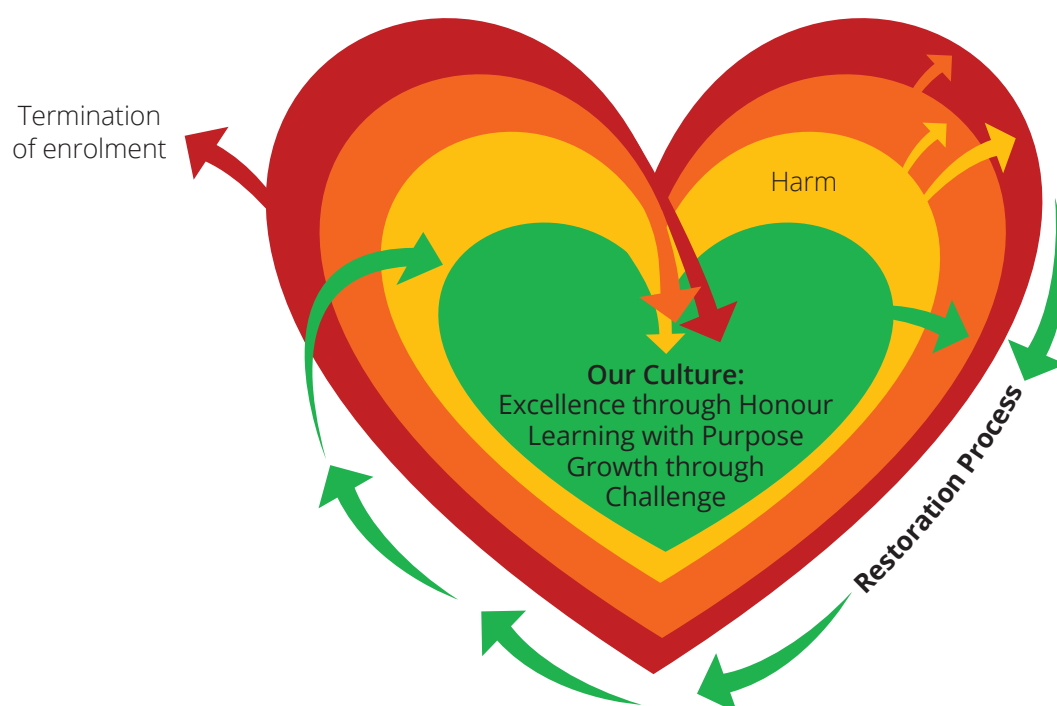 Termination
of enrolment
Harm
Our Culture:
Excellence through Honour
Learning with Purpose
Growth through
Challenge
Restoration Process